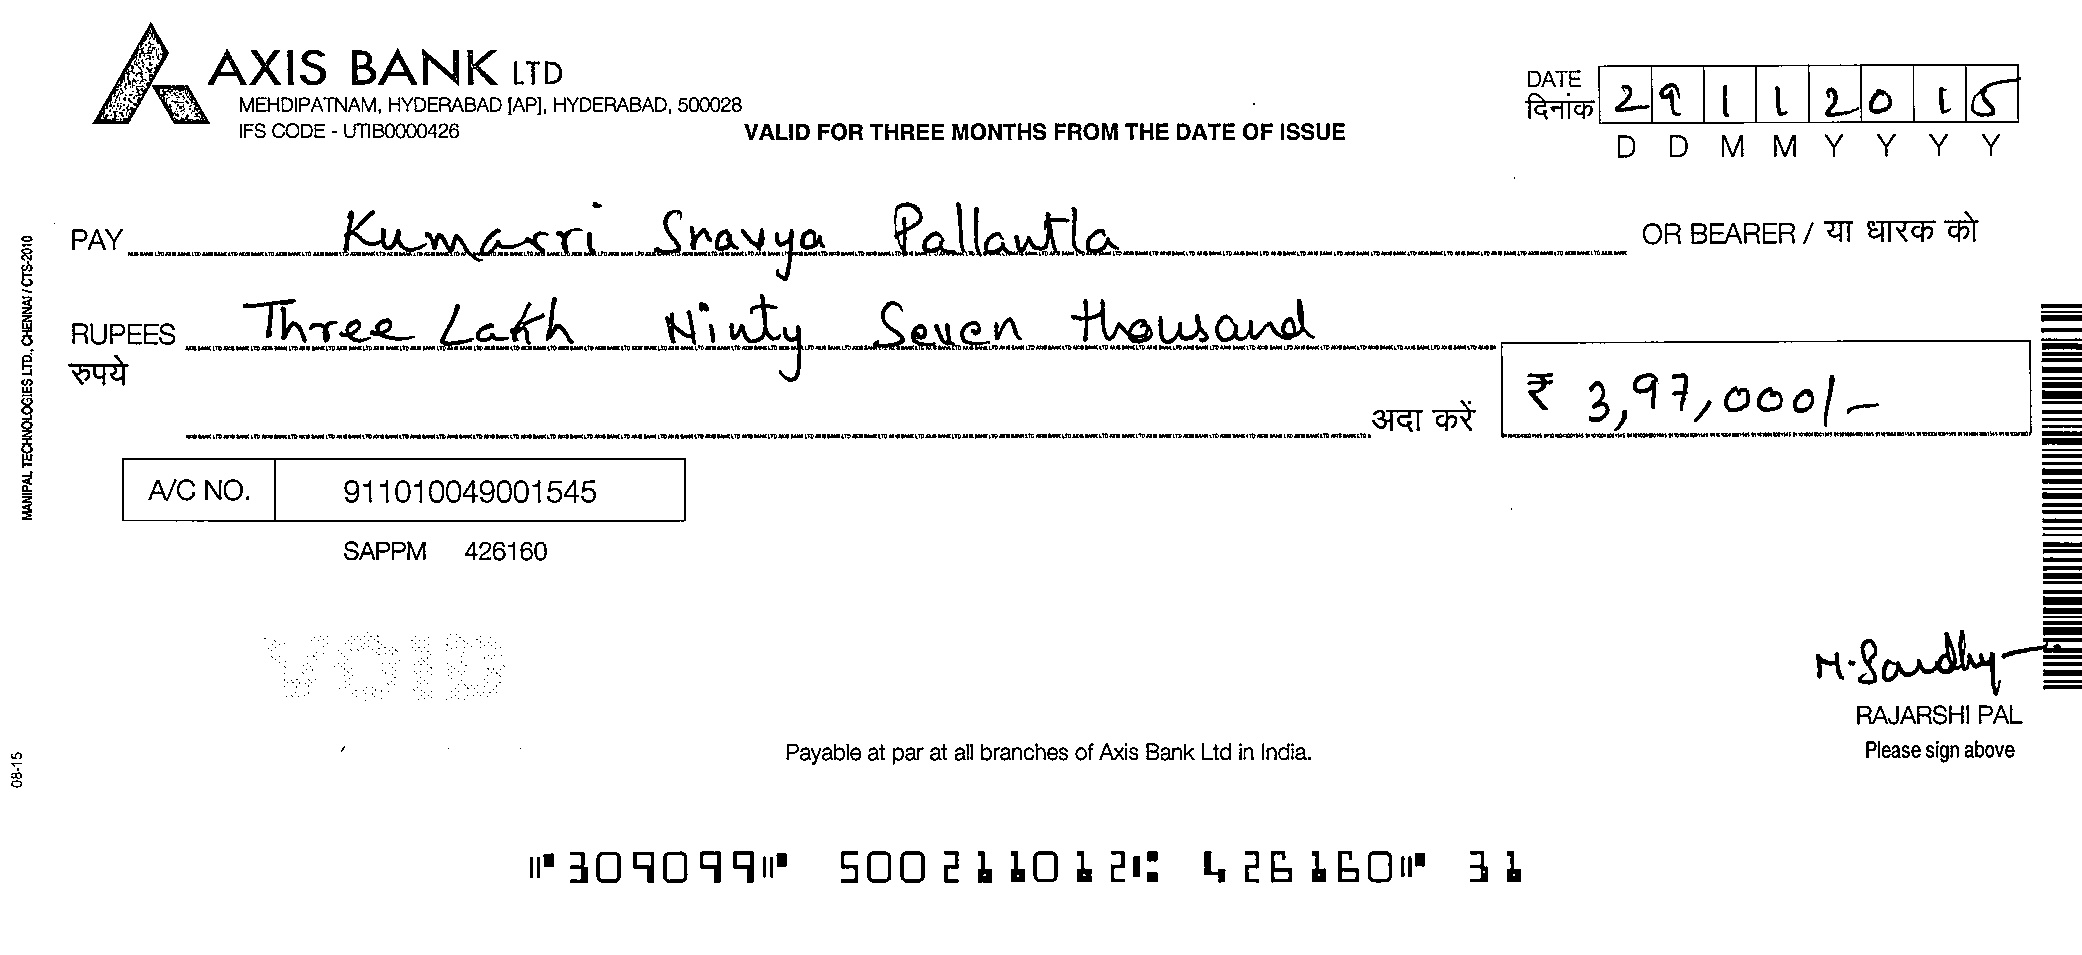 AXIS BANK LTD
MEHDIPATNAM, HYDERABAD [AP], HYDERABAD, 500028
IFS CODE - UTIB0000426
VALID FOR THREE MONTHS FROM THE DATE OF ISSUE
DATE
दिनांक 2 9 1 1 2 0 1 5
D D M M Y Y Y Y
PAY Kumarri Sravya Pallantla OR BEARER / या धारक को
RUPEES Three Lakh Ninty Seven thousand
रुपये
अदा करें ₹ 3,97,000/-
A/C NO. 911010049001545
SAPPM 426160
VOID
M. Sandhy
RAJARSHI PAL
Please sign above
Payable at par at all branches of Axis Bank Ltd in India.
MANIPAL TECHNOLOGIES LTD., CHENNAI / CTS-2010
08-15
⑈309099⑈ 500211012⑆ 426160⑈ 31